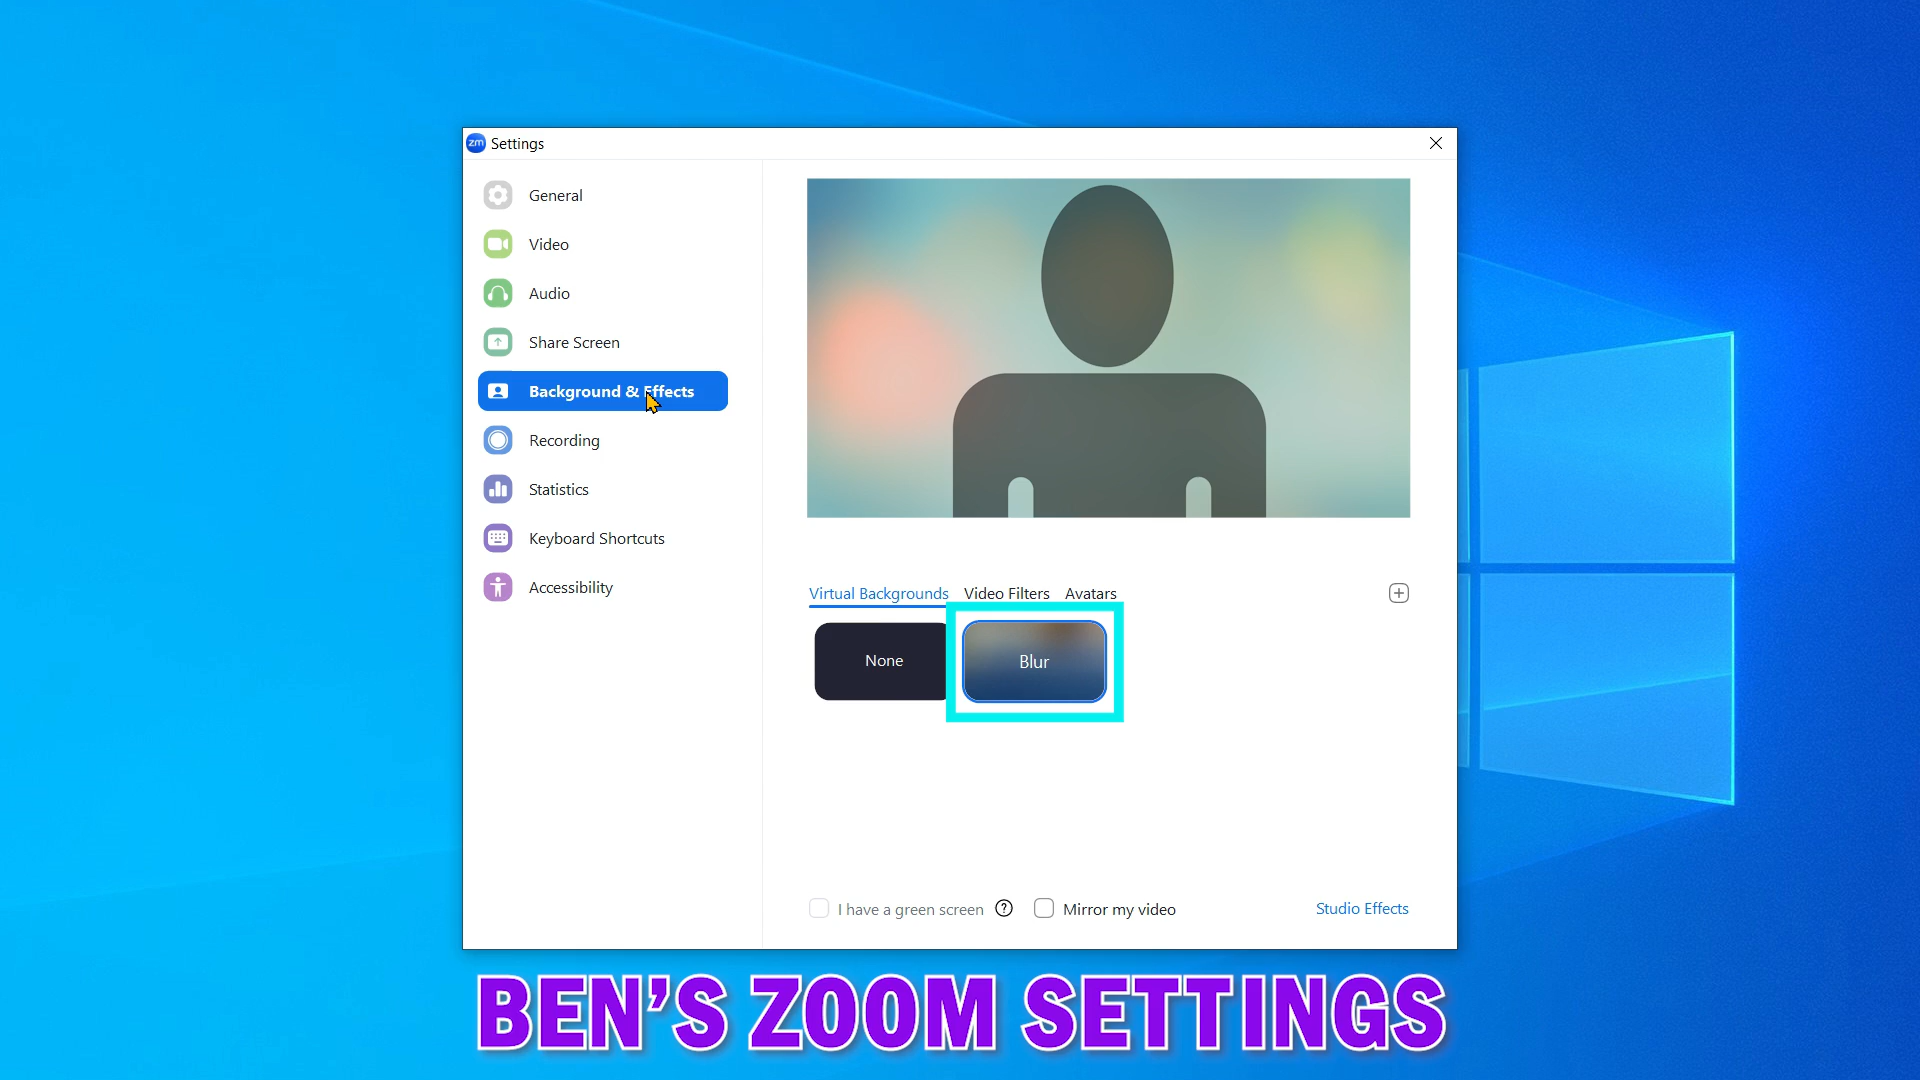 zm Settings
General
Video
Audio
Share Screen
Background & Effects
Recording
Statistics
Keyboard Shortcuts
Accessibility
Virtual Backgrounds Video Filters Avatars
None Blur
I have a green screen ? Mirror my video Studio Effects
BEN'S ZOOM SETTINGS